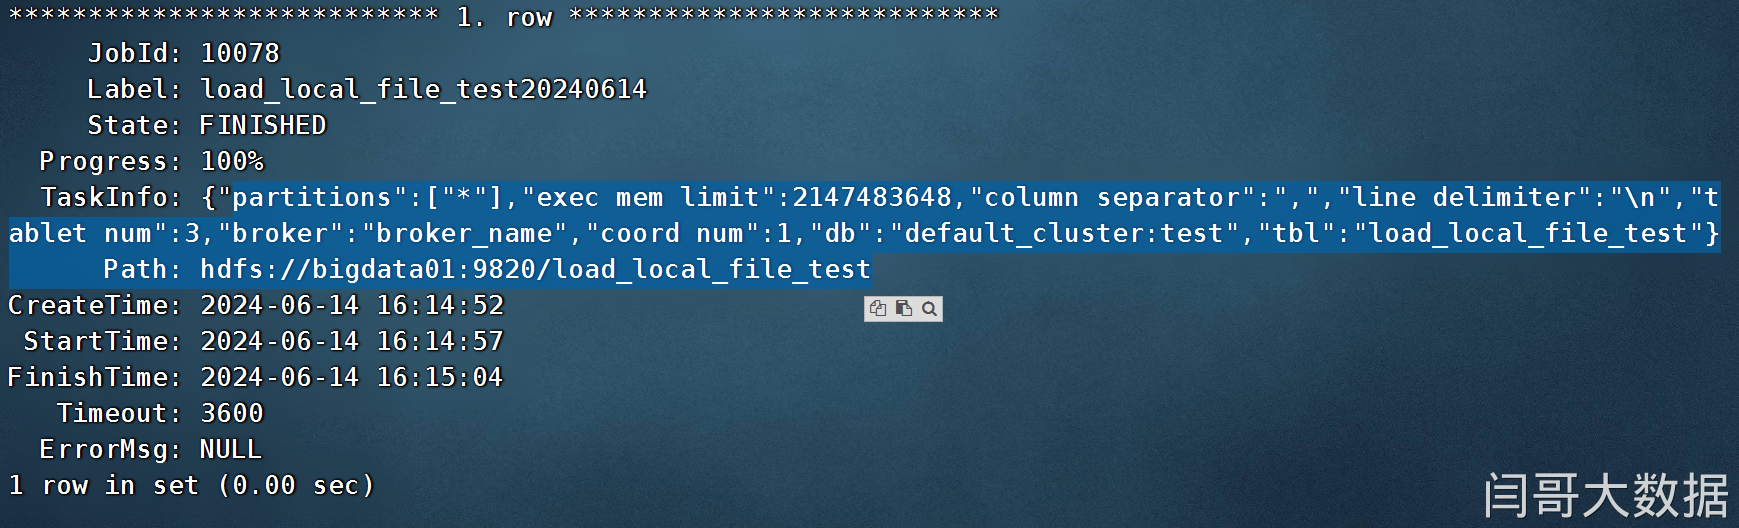 *************************** 1. row ***************************
     JobId: 10078
     Label: load_local_file_test20240614
     State: FINISHED
  Progress: 100%
  TaskInfo: {"partitions":["*"],"exec mem limit":2147483648,"column separator":",","line delimiter":"\n","t
ablet num":3,"broker":"broker_name","coord num":1,"db":"default_cluster:test","tbl":"load_local_file_test"}
      Path: hdfs://bigdata01:9820/load_local_file_test
CreateTime: 2024-06-14 16:14:52
 StartTime: 2024-06-14 16:14:57
FinishTime: 2024-06-14 16:15:04
   Timeout: 3600
  ErrorMsg: NULL
1 row in set (0.00 sec)
闫哥大数据